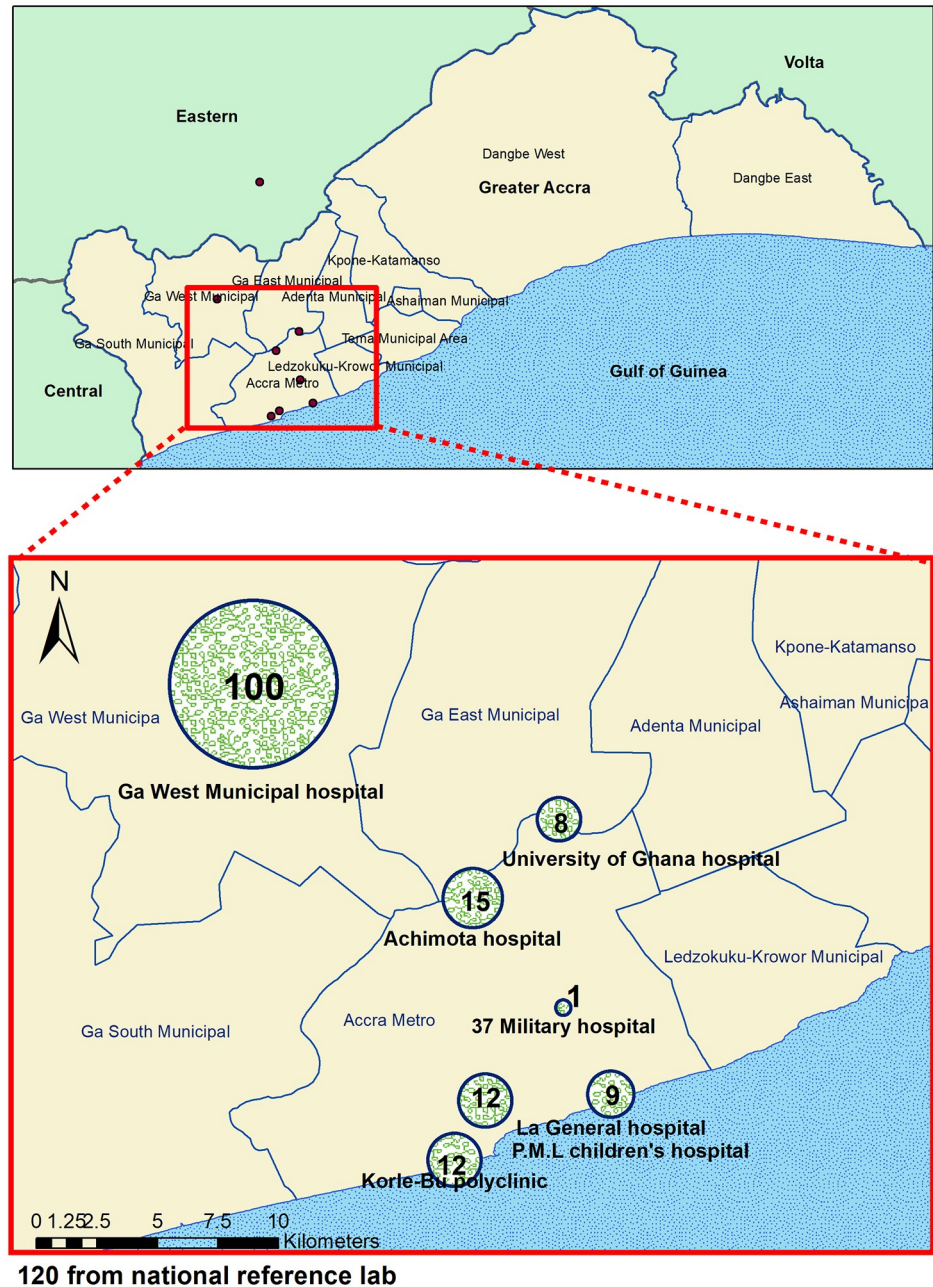 Volta
Eastern
Dangbe West
Dangbe East
Greater Accra
Kpone-Katamanso
Ga East Municipal
Ga West Municipal
Adenta Municipal
Ashaiman Municipal
Tema Municipal Area
Ga South Municipal
Ledzokuku-Krowor Municipal
Gulf of Guinea
Accra Metro
Central
N
Kpone-Katamanso
100
Ashaiman Municipa
Ga West Municipa
Ga East Municipal
Adenta Municipal
Ga West Municipal hospital
8
University of Ghana hospital
15
Achimota hospital
Ledzokuku-Krowor Municipal
1
Accra Metro
37 Military hospital
Ga South Municipal
12
9
La General hospital
P.M.L children's hospital
12
Korle-Bu polyclinic
0 1.25 2.5 5 7.5 10
Kilometers
120 from national reference lab